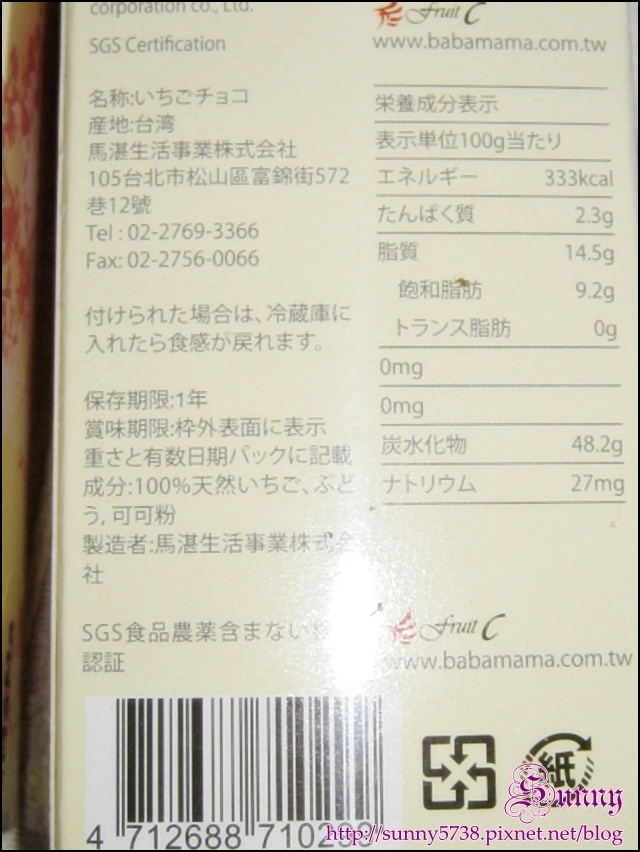 corporation co., Ltd.
SGS Certification
名称:いちごチョコ
産地:台湾
馬湛生活事業株式会社
105台北市松山區富錦街572
巷12號
Tel : 02-2769-3366
Fax: 02-2756-0066
付けられた場合は、冷蔵庫に
入れたら食感が戻れます。
保存期限:1年
賞味期限:枠外表面に表示
重さと有数日期パックに記載
成分:100%天然いちご、ぶど
う, 可可粉
製造者:馬湛生活事業株式会
社
SGS食品農薬含まない
認証
4 712688 71029
Fruit C
www.babamama.com.tw
栄養成分表示
表示単位100g当たり
エネルギー 333kcal
たんぱく質 2.3g
脂質 14.5g
飽和脂肪 9.2g
トランス脂肪 0g
0mg
0mg
炭水化物 48.2g
ナトリウム 27mg
Fruit C
www.babamama.com.tw
紙
Sunny
http://sunny5738.pixnet.net/blog